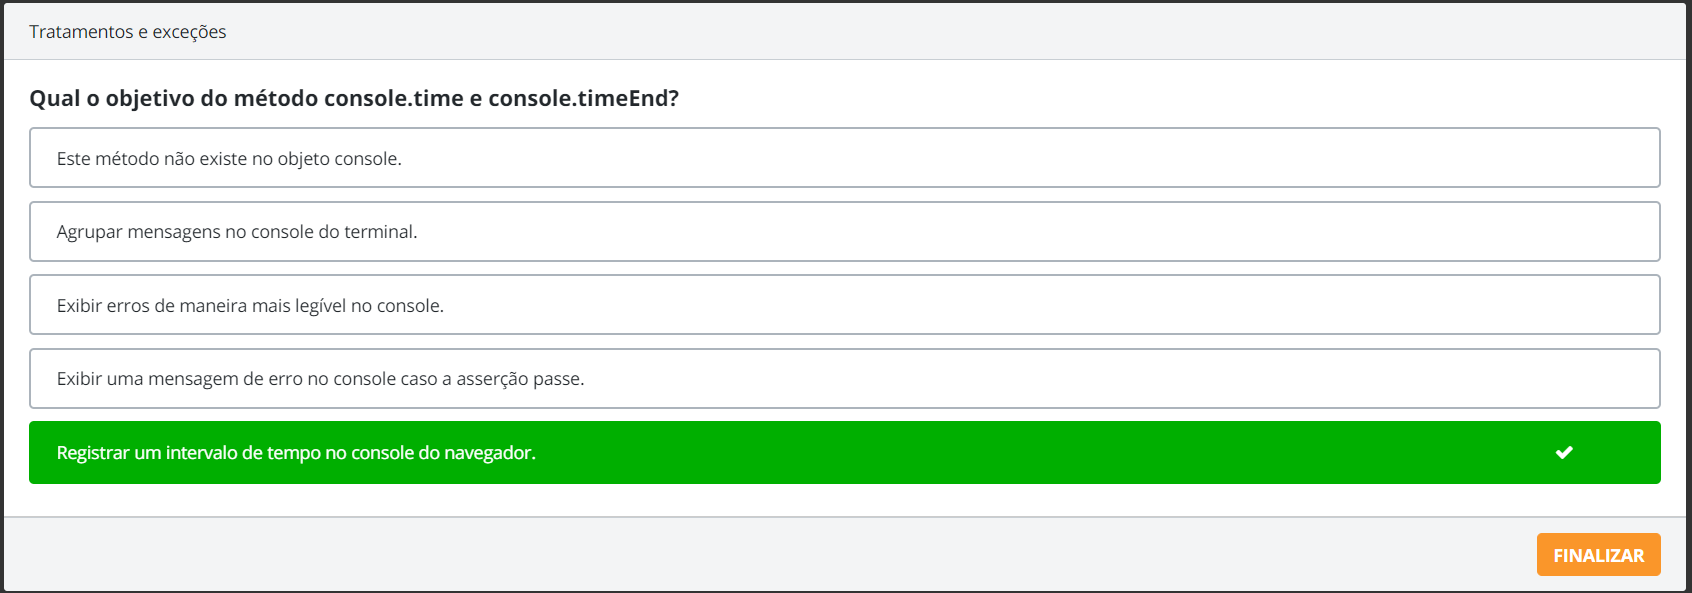 Tratamentos e exceções
Qual o objetivo do método console.time e console.timeEnd?
Este método não existe no objeto console.
Agrupar mensagens no console do terminal.
Exibir erros de maneira mais legível no console.
Exibir uma mensagem de erro no console caso a asserção passe.
Registrar um intervalo de tempo no console do navegador.
FINALIZAR